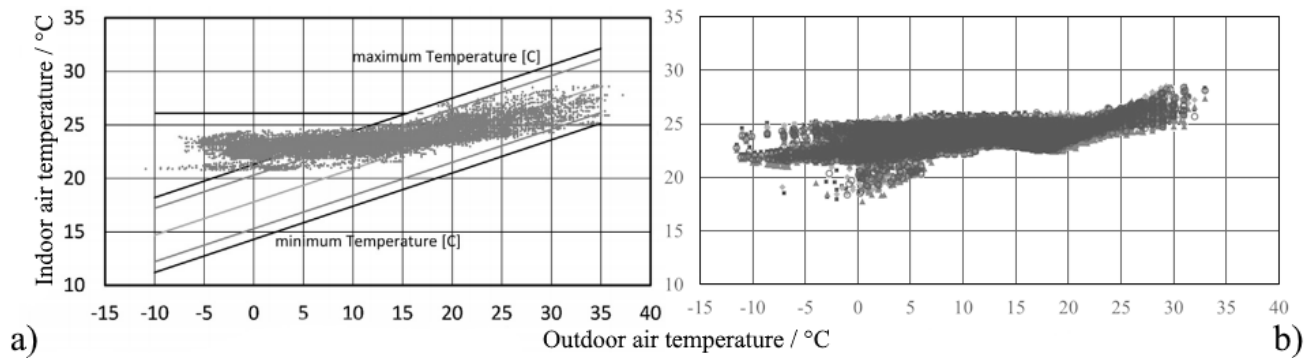 35
30
25
20
15
10
-15 -10 -5 0 5 10 15 20 25 30 35 40
Indoor air temperature / °C
maximum Temperature [C]
minimum Temperature [C]
a)
35
30
25
20
15
10
-15 -10 -5 0 5 10 15 20 25 30 35 40
Outdoor air temperature / °C
b)